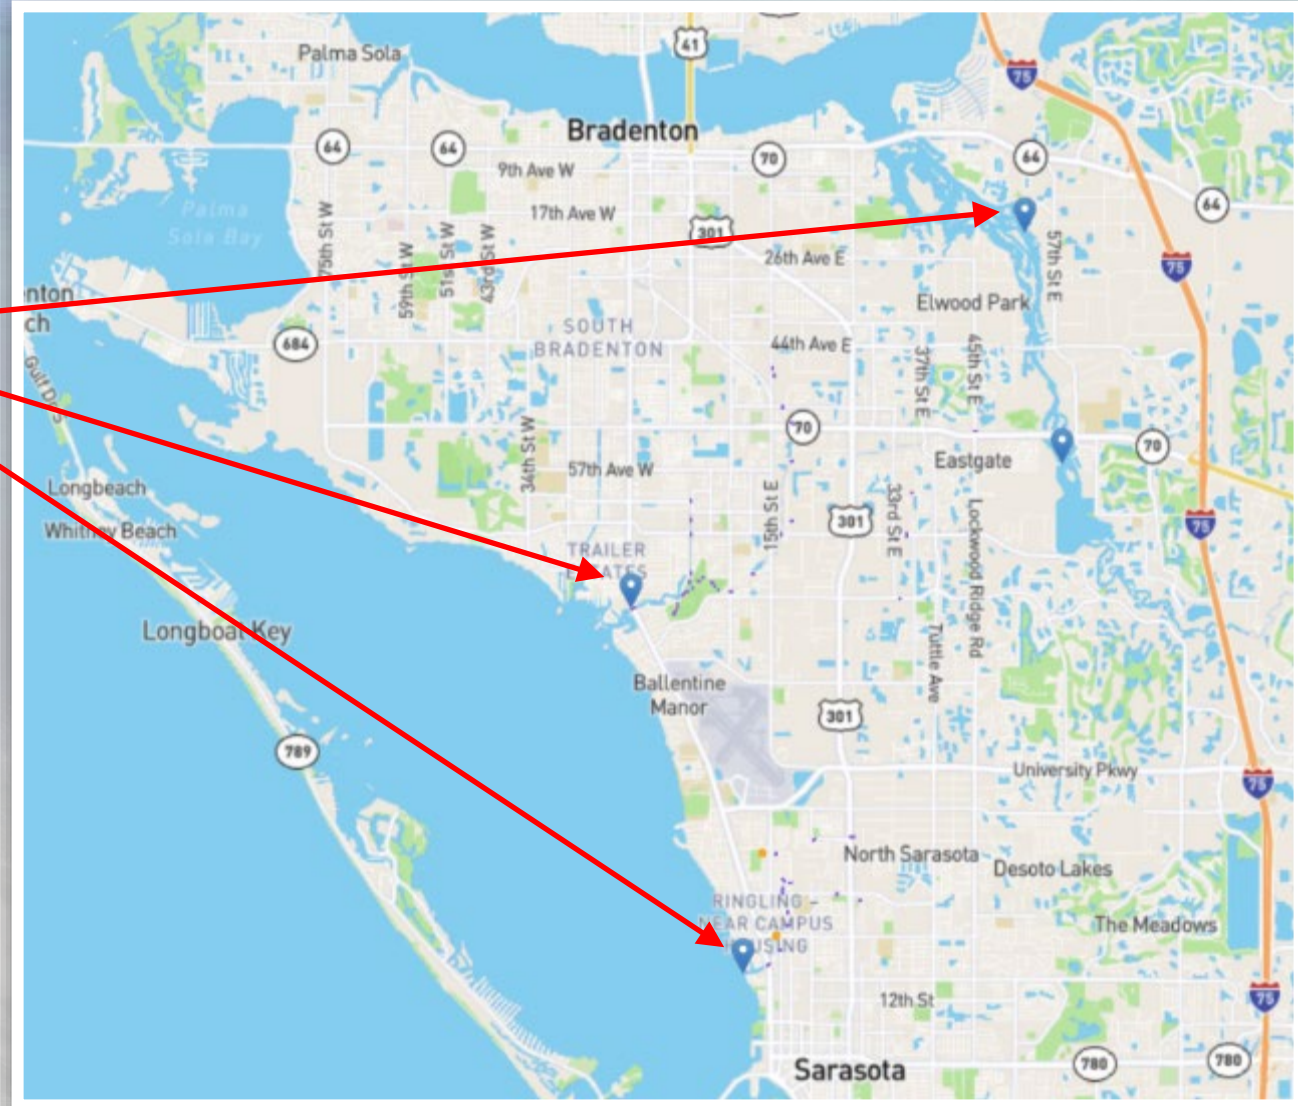 41
Palma Sola
75
Bradenton
64
64
70
64
9th Ave W
17th Ave W
64
Palma
Sola Bay
75th St W
59th St W
51st St W
43rd St W
301
26th Ave E
57th St E
75
nton
ch
Elwood Park
684
SOUTH
BRADENTON
44th Ave E
37th St E
45th St E
Gulf Dr S
70
70
34th St W
57th Ave W
Eastgate
Longbeach
Whitney Beach
15th St E
301
33rd St E
Lockwood Ridge Rd
75
TRAILER
ESTATES
Longboat Key
Tuttle Ave
Ballentine
Manor
301
789
University Pkwy
75
North Sarasota
Desoto Lakes
RINGLING -
NEAR CAMPUS
HOUSING
The Meadows
12th St
75
Sarasota
780
780